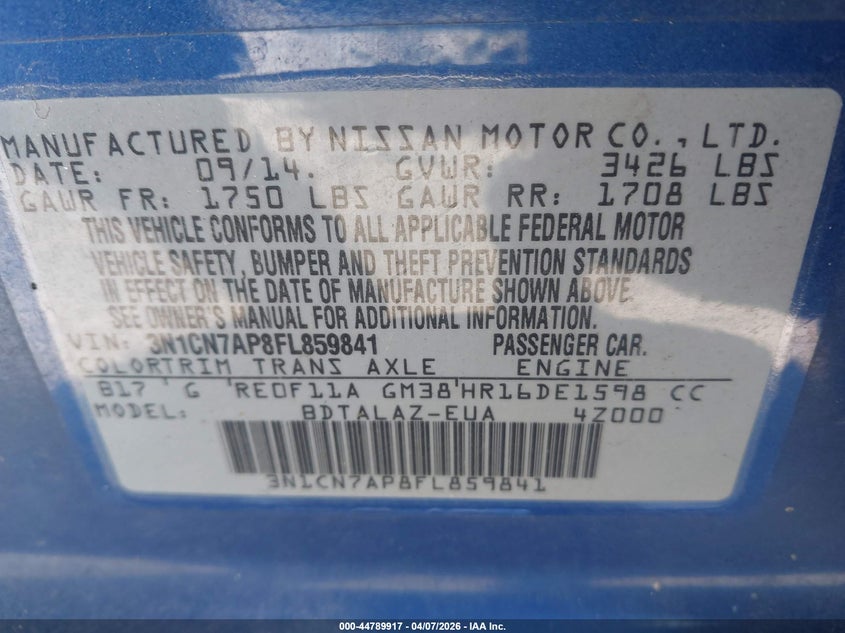 MANUFACTURED BY NISSAN MOTOR CO., LTD.
DATE: 09/14. GVWR: 3426 LBS
GAWR FR: 1750 LBS GAWR RR: 1708 LBS
THIS VEHICLE CONFORMS TO ALL APPLICABLE FEDERAL MOTOR
VEHICLE SAFETY, BUMPER AND THEFT PREVENTION STANDARDS
IN EFFECT ON THE DATE OF MANUFACTURE SHOWN ABOVE.
SEE OWNER'S MANUAL FOR ADDITIONAL INFORMATION.
VIN: 3N1CN7AP8FL859841 PASSENGER CAR.
COLORTRIM TRANS AXLE ENGINE
B17 G RE0F11A GM38 HR16DE1598 CC
MODEL: BDTALAZ-EUA 4Z000
3N1CN7AP8FL859841
000-44789917 - 04/07/2026 - IAA Inc.